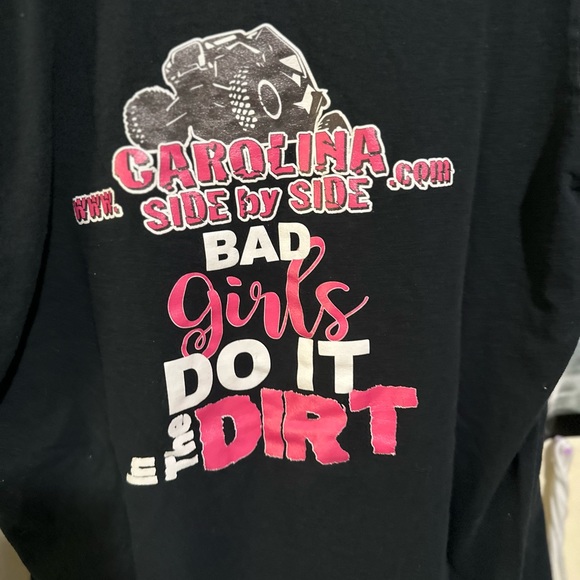 CAROLINA
www. SIDE by SIDE .com
BAD
girls
DO IT
in The DIRT